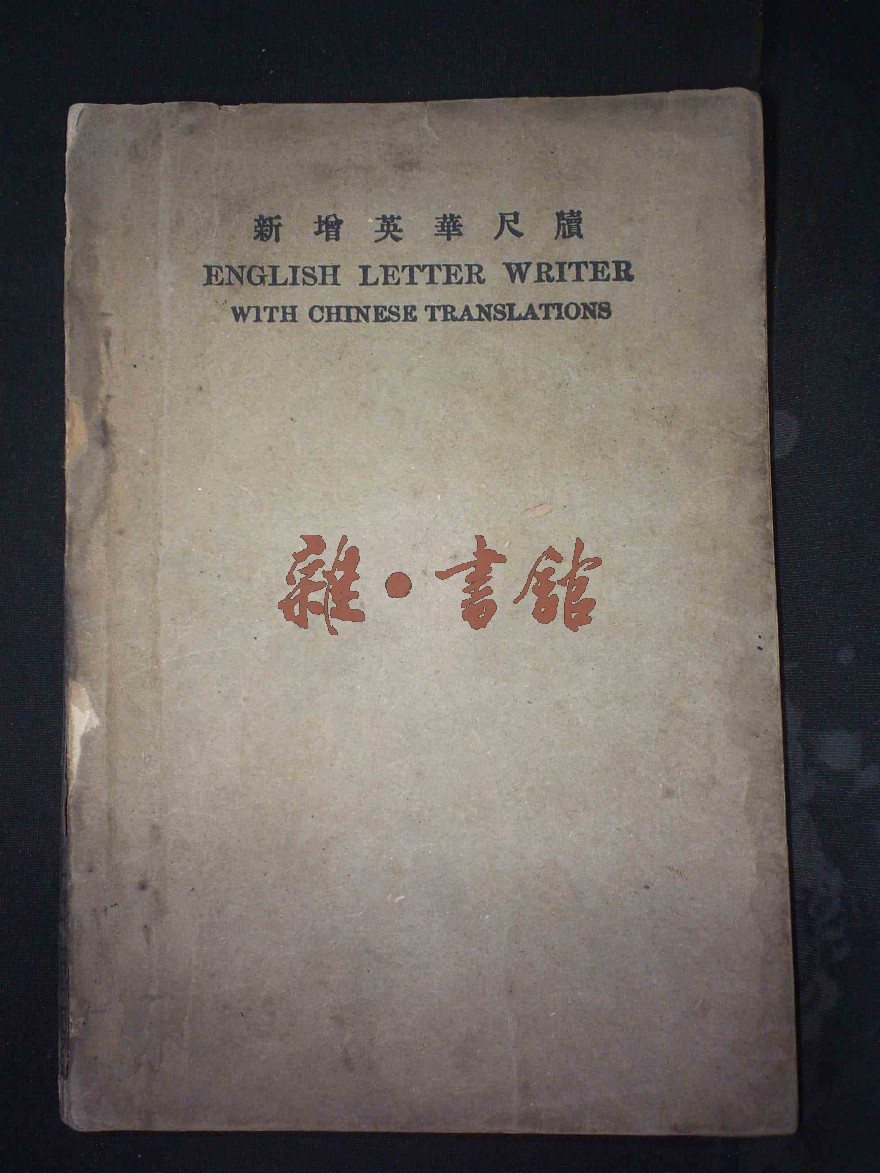 新增英華尺牘
ENGLISH LETTER WRITER
WITH CHINESE TRANSLATIONS
雜·書館